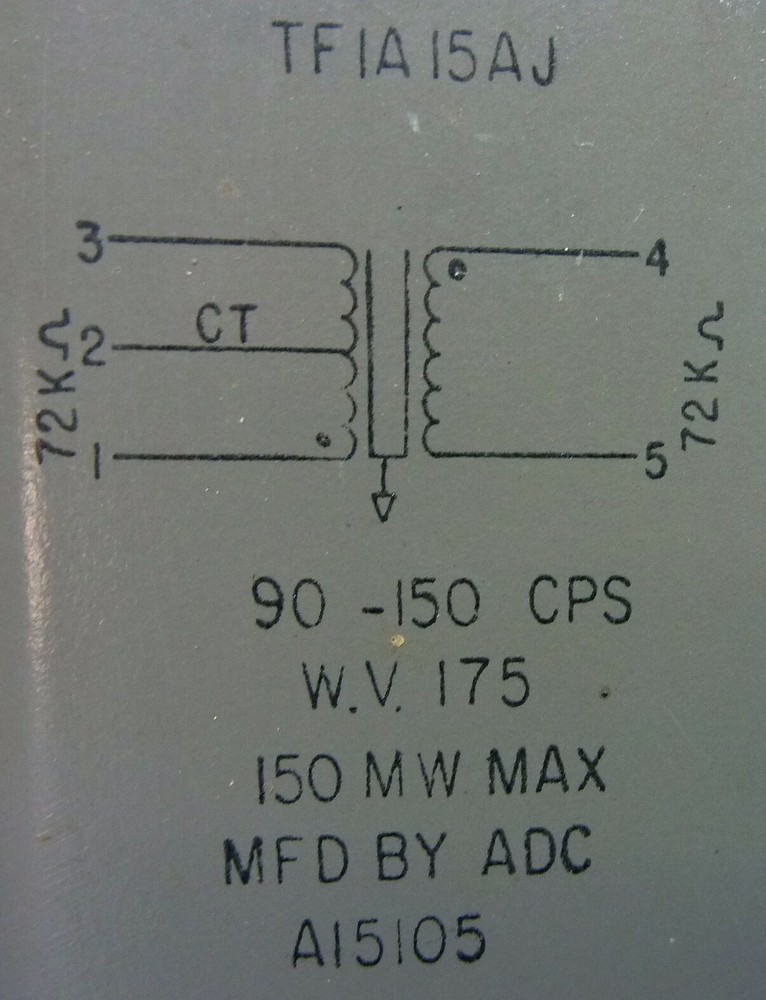 TF1A15AJ
3
4
CT
72KΩ
2
72KΩ
1
5
90 -150 CPS
W.V. 175
150 MW MAX
MFD BY ADC
A15105